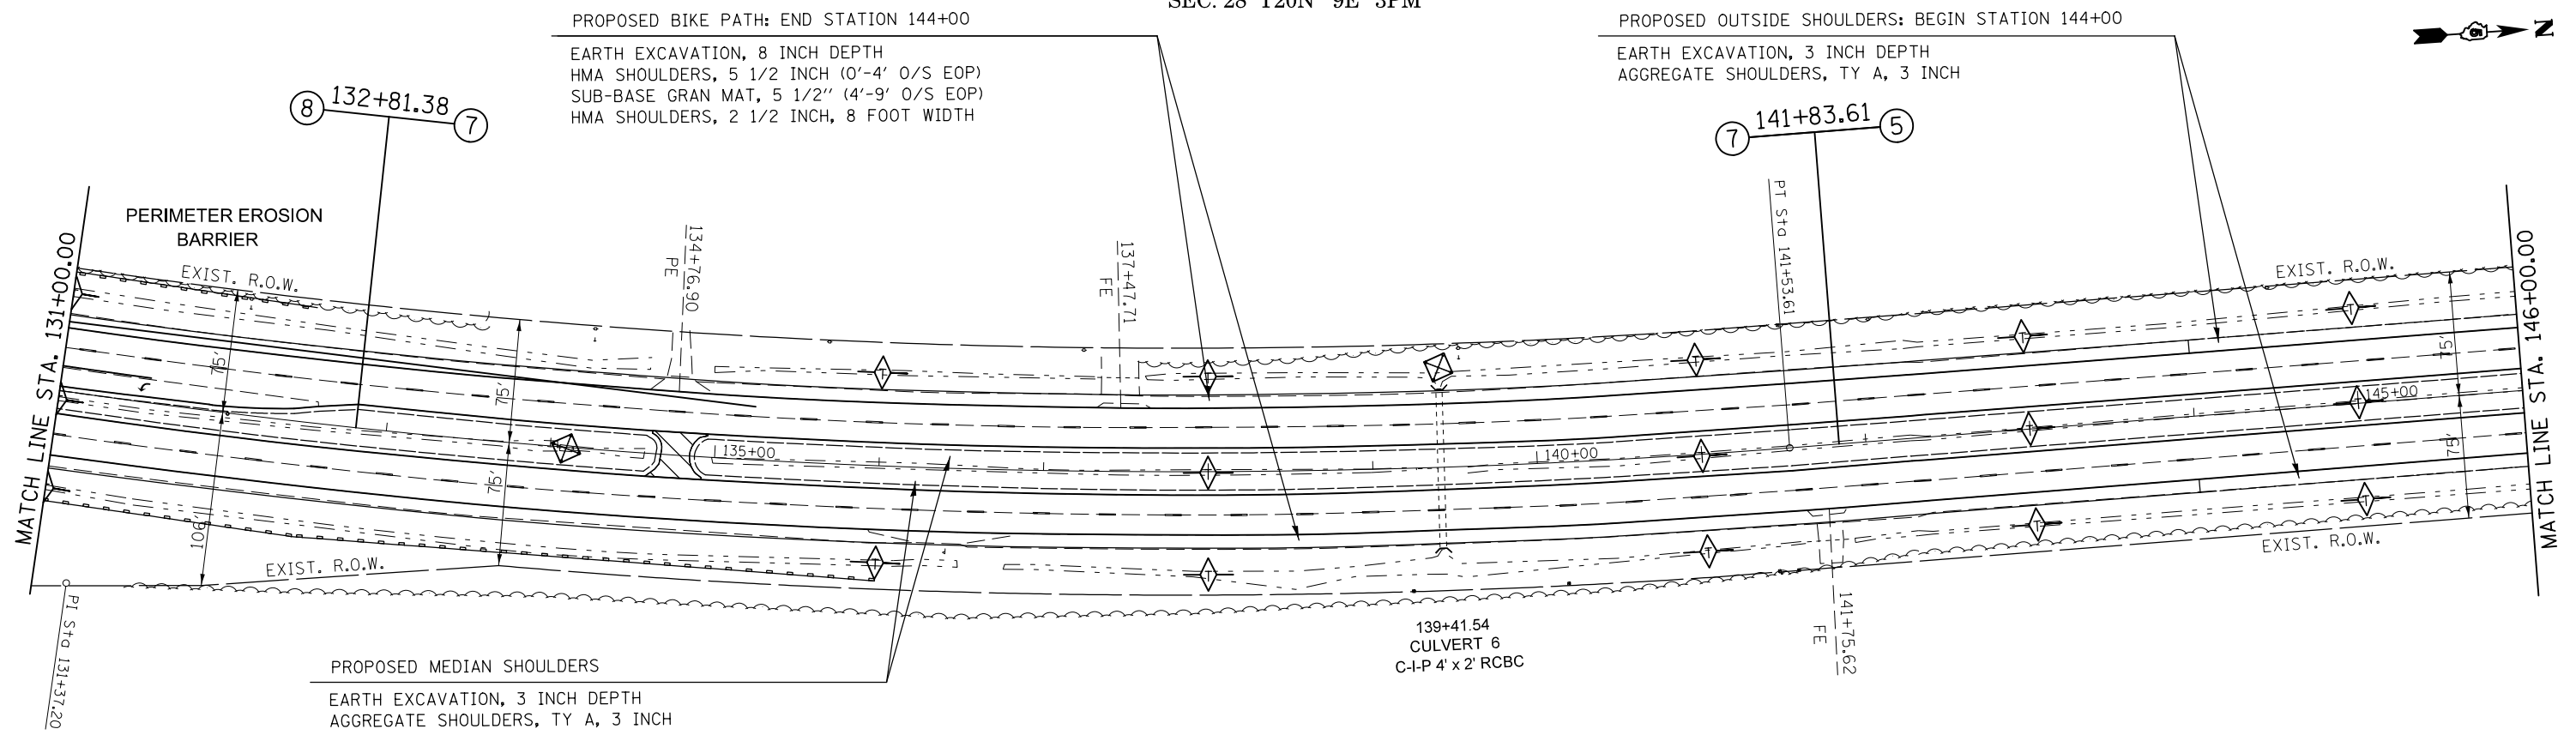 SEC. 28 T20N 9E 3PM
PROPOSED BIKE PATH: END STATION 144+00
EARTH EXCAVATION, 8 INCH DEPTH
HMA SHOULDERS, 5 1/2 INCH (0'-4' O/S EOP)
SUB-BASE GRAN MAT, 5 1/2" (4'-9' O/S EOP)
HMA SHOULDERS, 2 1/2 INCH, 8 FOOT WIDTH
PROPOSED OUTSIDE SHOULDERS: BEGIN STATION 144+00
EARTH EXCAVATION, 3 INCH DEPTH
AGGREGATE SHOULDERS, TY A, 3 INCH
N
8 132+81.38 7
7 141+83.61 5
PERIMETER EROSION
BARRIER
MATCH LINE STA. 131+00.00
EXIST. R.O.W.
134+76.90
PE
137+47.71
FE
PT Sta 141+53.61
EXIST. R.O.W.
MATCH LINE STA. 146+00.00
75'
75'
75'
106'
75'
75'
135+00
140+00
145+00
T
T
T
T
T
T
T
T
T
T
T
T
T
T
EXIST. R.O.W.
EXIST. R.O.W.
PI Sta 131+37.20
139+41.54
CULVERT 6
C-I-P 4' x 2' RCBC
141+75.62
FE
PROPOSED MEDIAN SHOULDERS
EARTH EXCAVATION, 3 INCH DEPTH
AGGREGATE SHOULDERS, TY A, 3 INCH